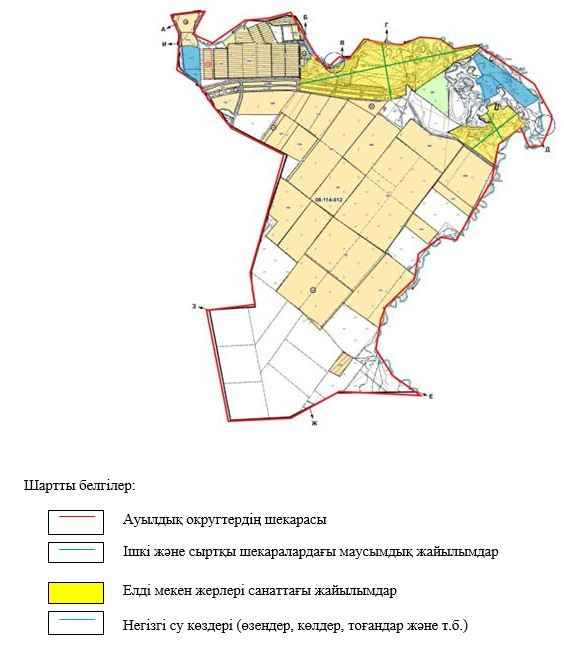 Б
Г
А
И
В
Д
08-114-012
З
Е
Ж
Шартты белгілер:
Ауылдық округтердің шекарасы
Ішкі және сыртқы шекаралардағы маусымдық жайылымдар
Елді мекен жерлері санаттағы жайылымдар
Негізгі су көздері (өзендер, көлдер, тоғандар және т.б.)